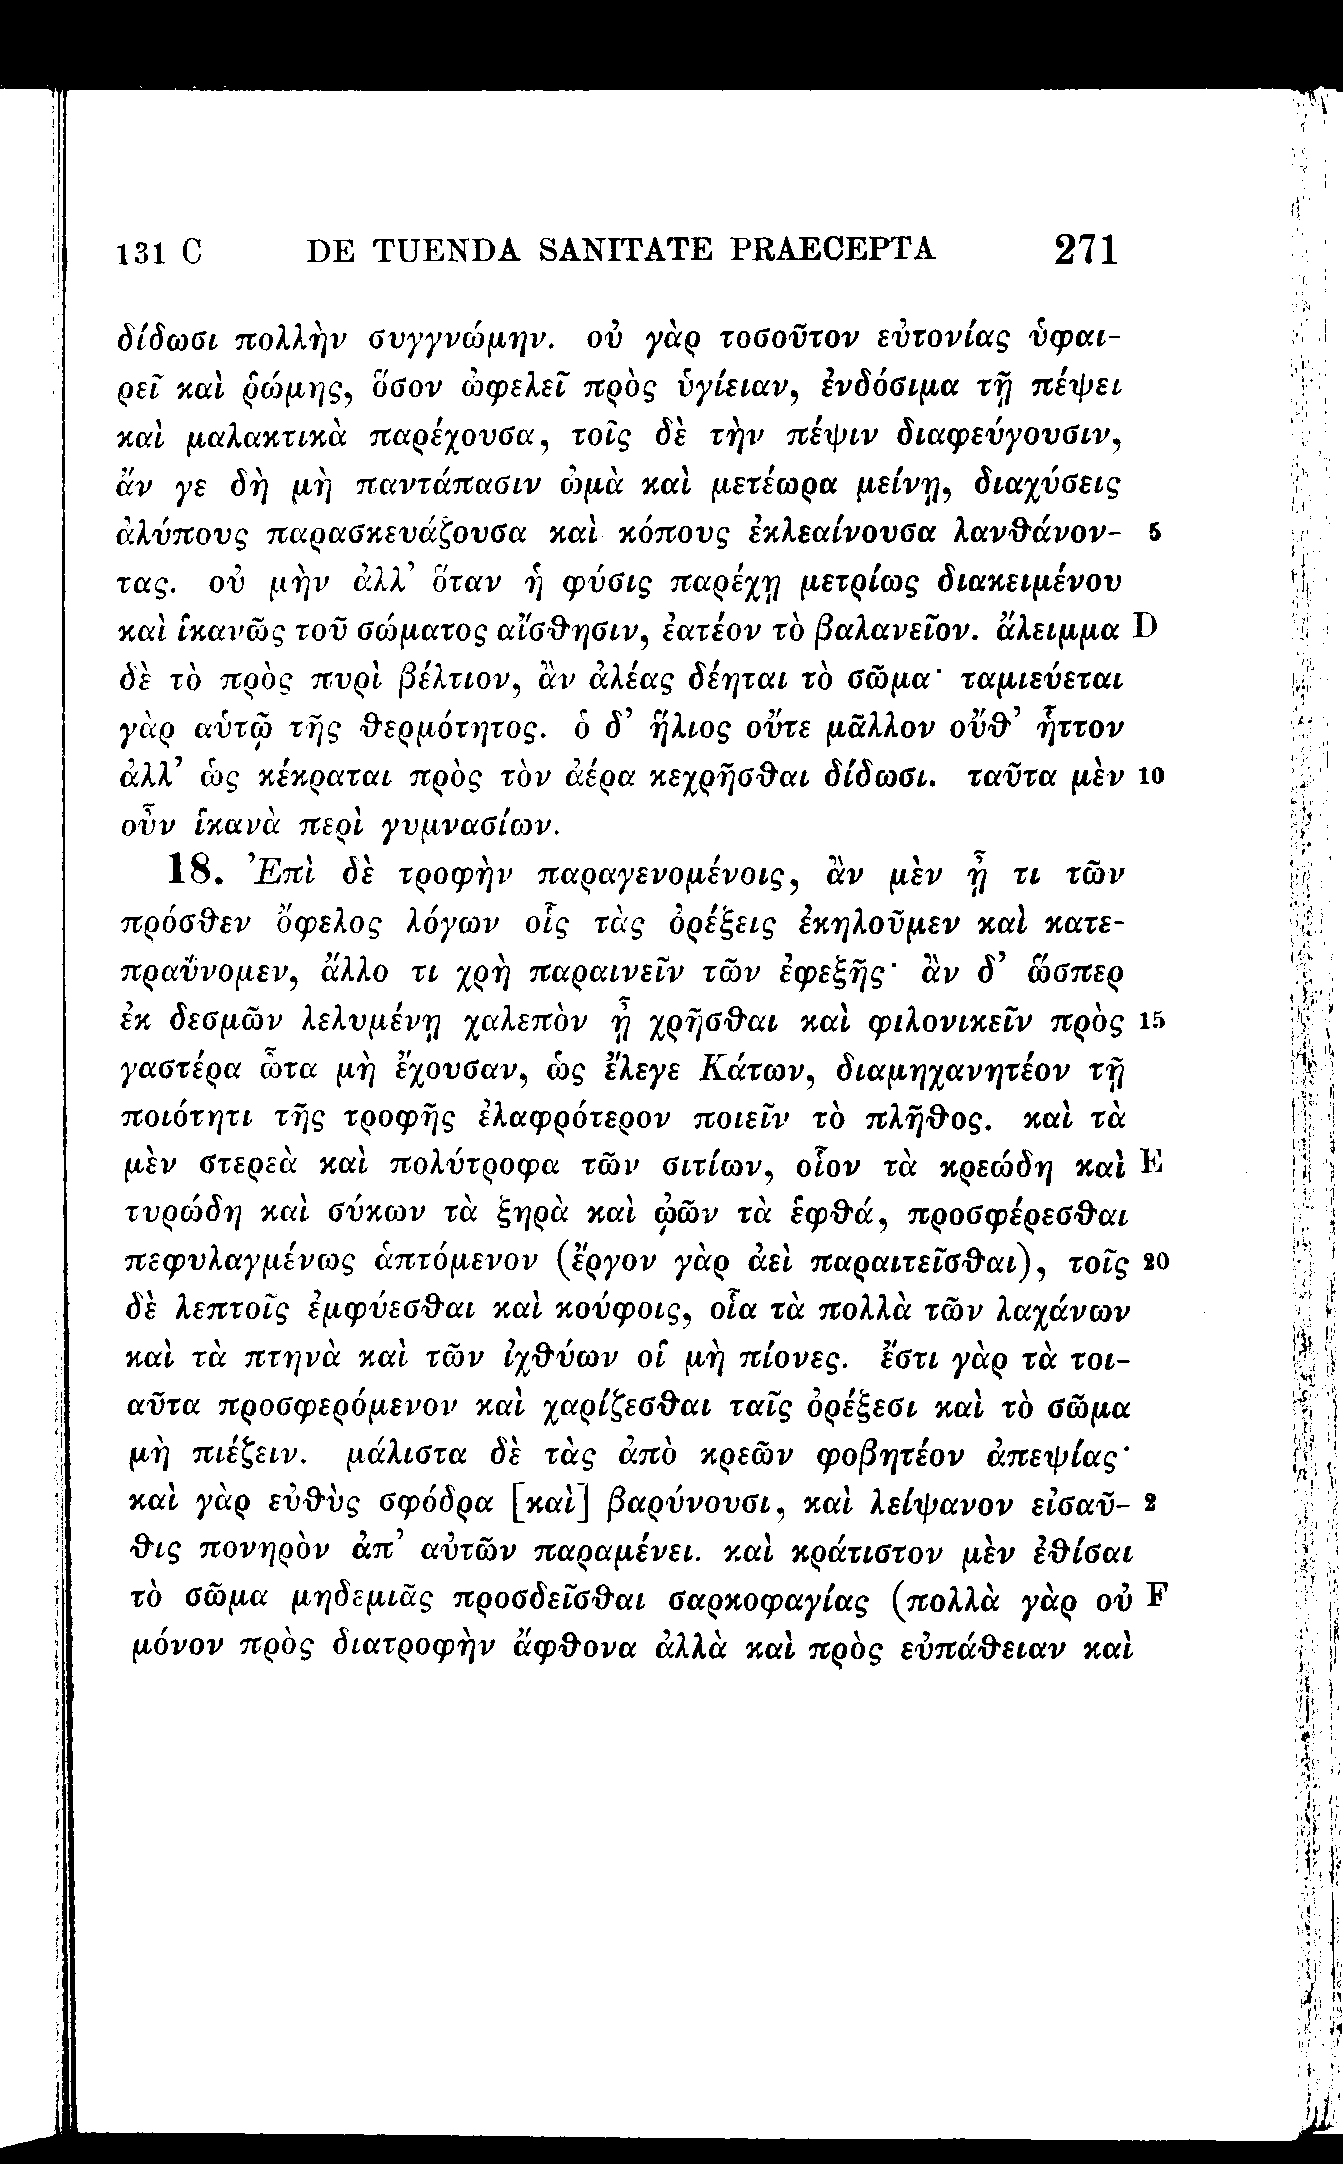 131 C DE TUENDA SANITATE PRAECEPTA 271
δίδωσι πολλὴν συγγνώμην. οὐ γὰρ τοσοῦτον εὐτονίας ὑφαι-
ρεῖ καὶ ῥώμης, ὅσον ὠφελεῖ πρὸς ὑγίειαν, ἐνδόσιμα τῇ πέψει
καὶ μαλακτικὰ παρέχουσα, τοῖς δὲ τὴν πέψιν διαφεύγουσιν,
ἄν γε δὴ μὴ παντάπασιν ὠμὰ καὶ μετέωρα μείνῃ, διαχύσεις
ἀλύπους παρασκευάζουσα καὶ κόπους ἐκλεαίνουσα λανθάνον- 5
τας. οὐ μὴν ἀλλ’ ὅταν ἡ φύσις παρέχῃ μετρίως διακειμένου
καὶ ἱκανῶς τοῦ σώματος αἴσθησιν, ἐατέον τὸ βαλανεῖον. ἄλειμμα D
δὲ τὸ πρὸς πυρὶ βέλτιον, ἂν ἀλέας δέηται τὸ σῶμα· ταμιεύεται
γὰρ αὑτῷ τῆς θερμότητος. ὁ δ’ ἥλιος οὔτε μᾶλλον οὔθ’ ἧττον
ἀλλ’ ὡς κέκραται πρὸς τὸν ἀέρα κεχρῆσθαι δίδωσι. ταῦτα μὲν 10
οὖν ἱκανὰ περὶ γυμνασίων.
18. Ἐπὶ δὲ τροφὴν παραγενομένοις, ἂν μὲν ᾖ τι τῶν
πρόσθεν ὄφελος λόγων οἷς τὰς ὀρέξεις ἐκηλοῦμεν καὶ κατε-
πραΰνομεν, ἄλλο τι χρὴ παραινεῖν τῶν ἐφεξῆς· ἂν δ’ ὥσπερ
ἐκ δεσμῶν λελυμένῃ χαλεπὸν ᾖ χρῆσθαι καὶ φιλονικεῖν πρὸς 15
γαστέρα ὦτα μὴ ἔχουσαν, ὡς ἔλεγε Κάτων, διαμηχανητέον τῇ
ποιότητι τῆς τροφῆς ἐλαφρότερον ποιεῖν τὸ πλῆθος. καὶ τὰ
μὲν στερεὰ καὶ πολύτροφα τῶν σιτίων, οἷον τὰ κρεώδη καὶ E
τυρώδη καὶ σύκων τὰ ξηρὰ καὶ ᾠῶν τὰ ἑφθά, προσφέρεσθαι
πεφυλαγμένως ἁπτόμενον (ἔργον γὰρ ἀεὶ παραιτεῖσθαι), τοῖς 20
δὲ λεπτοῖς ἐμφύεσθαι καὶ κούφοις, οἷα τὰ πολλὰ τῶν λαχάνων
καὶ τὰ πτηνὰ καὶ τῶν ἰχθύων οἱ μὴ πίονες. ἔστι γὰρ τὰ τοι-
αῦτα προσφερόμενον καὶ χαρίζεσθαι ταῖς ὀρέξεσι καὶ τὸ σῶμα
μὴ πιέζειν. μάλιστα δὲ τὰς ἀπὸ κρεῶν φοβητέον ἀπεψίας·
καὶ γὰρ εὐθὺς σφόδρα [καὶ] βαρύνουσι, καὶ λείψανον εἰσαῦ- 2
θις πονηρὸν ἀπ’ αὐτῶν παραμένει. καὶ κράτιστον μὲν ἐθίσαι
τὸ σῶμα μηδεμιᾶς προσδεῖσθαι σαρκοφαγίας (πολλὰ γὰρ οὐ F
μόνον πρὸς διατροφὴν ἄφθονα ἀλλὰ καὶ πρὸς εὐπάθειαν καὶ